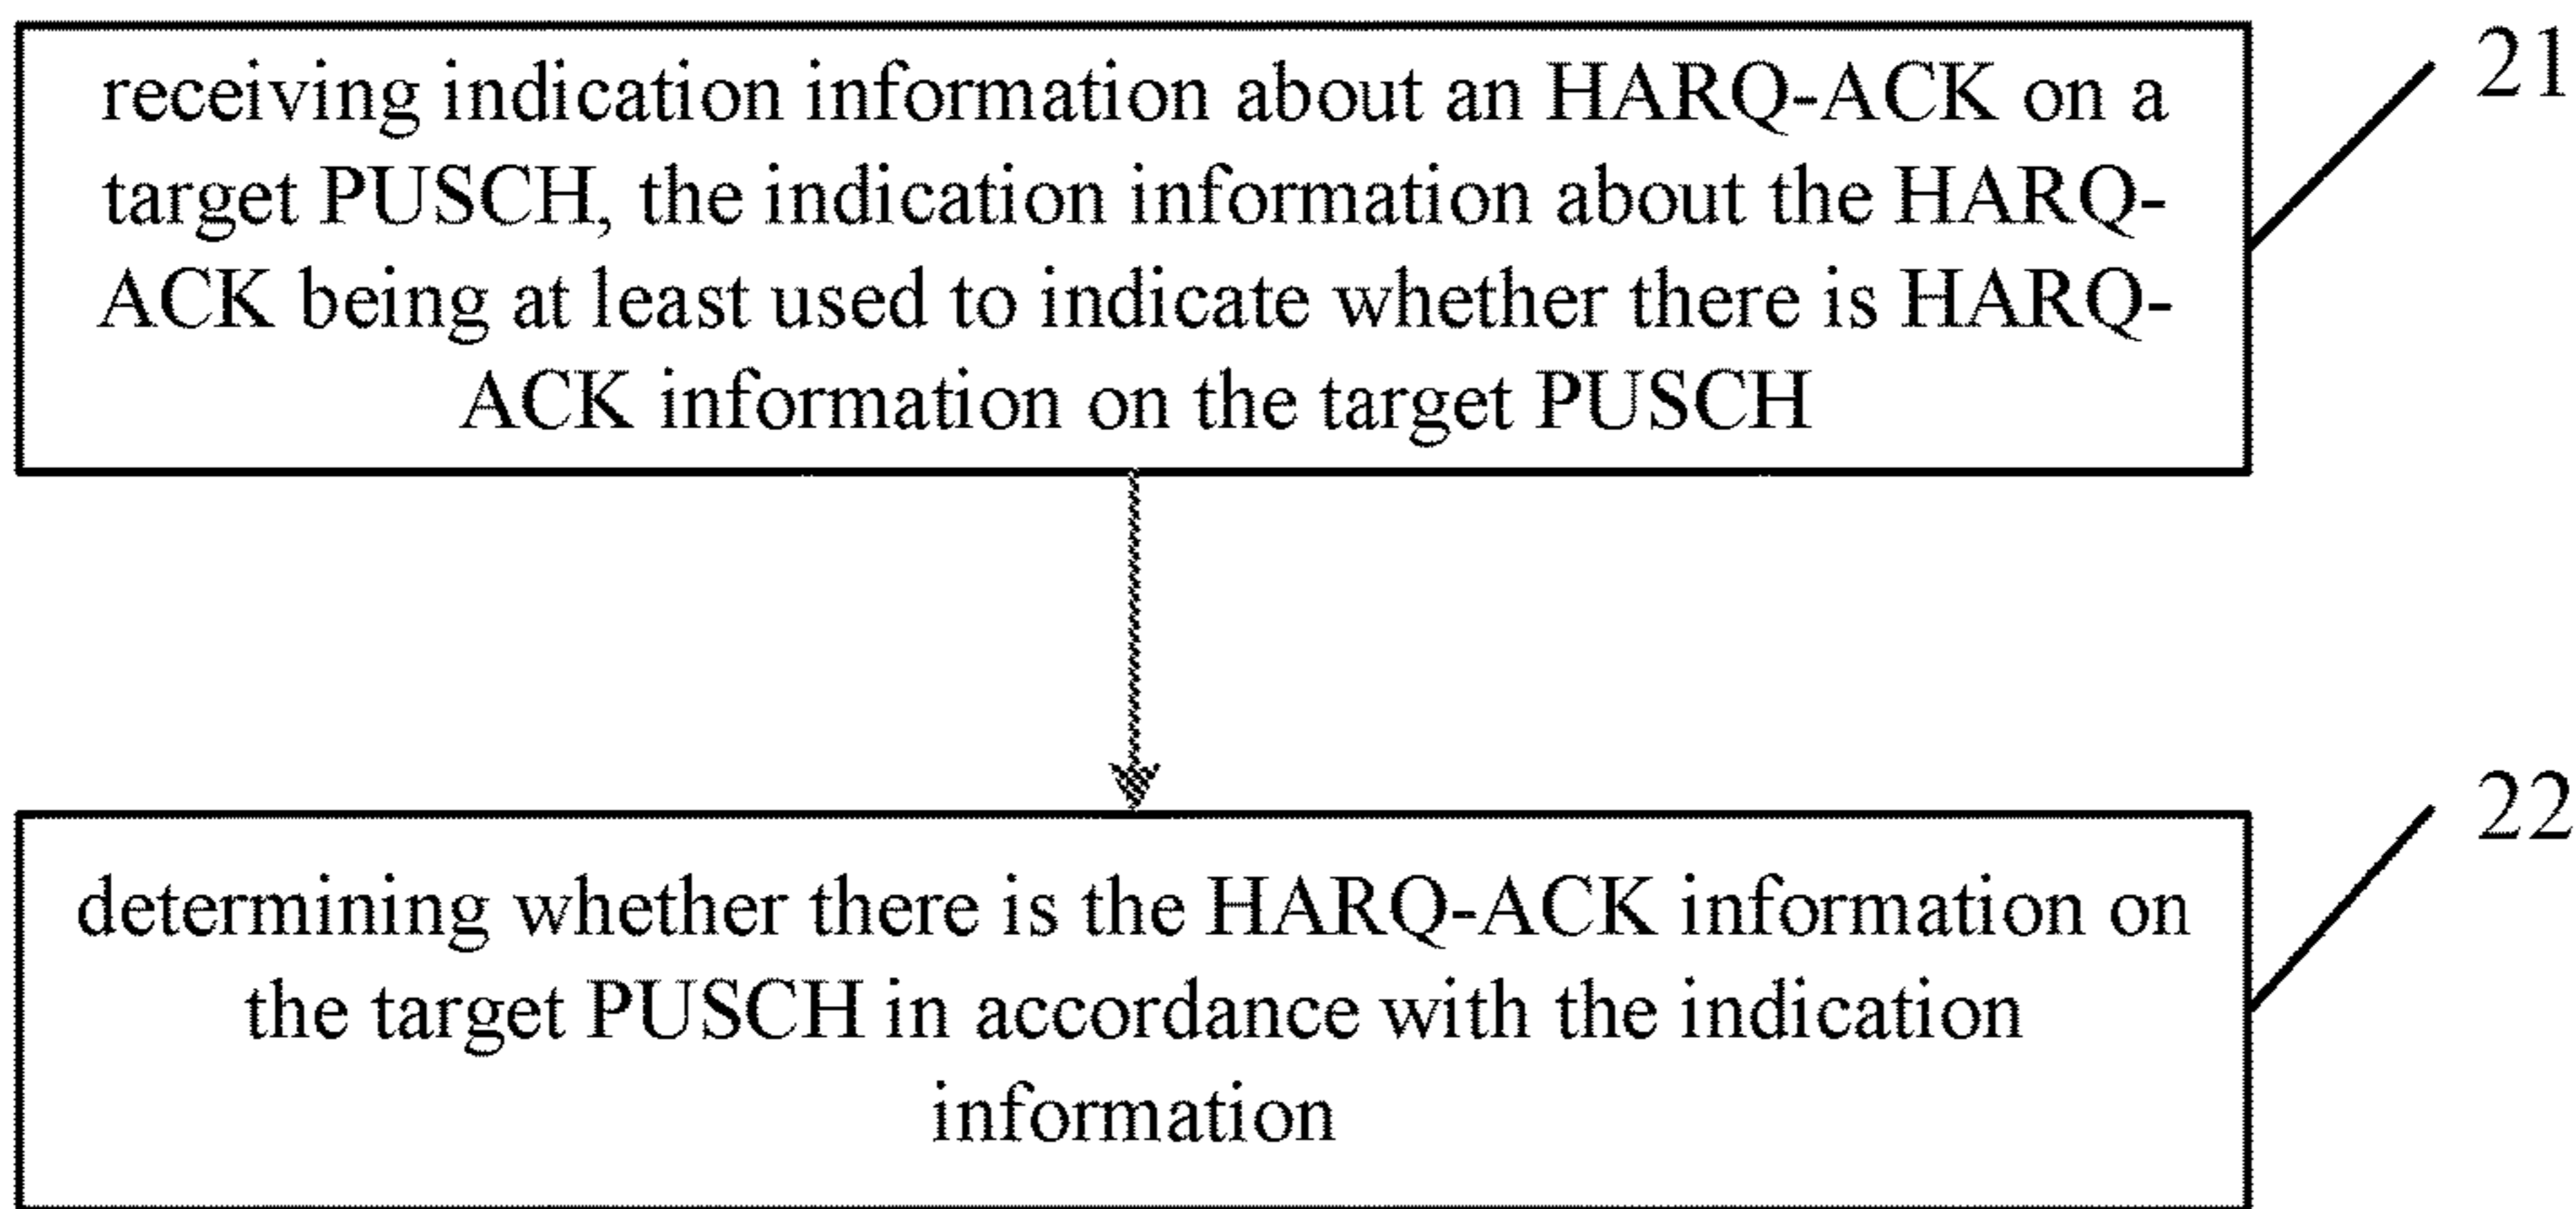 receiving indication information about an HARQ-ACK on a
target PUSCH, the indication information about the HARQ-
ACK being at least used to indicate whether there is HARQ-
ACK information on the target PUSCH
21
determining whether there is the HARQ-ACK information on
the target PUSCH in accordance with the indication
information
22